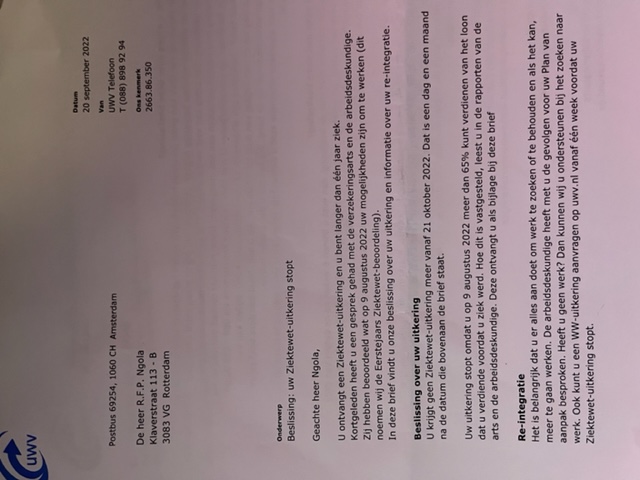 UWV
Datum
20 september 2022
Van
UWV Telefoon
T (088) 898 92 94
Ons kenmerk
2663.86.350
Postbus 69254, 1060 CH Amsterdam
De heer R.F.P. Ngola
Klaverstraat 113 - B
3083 VG Rotterdam
Onderwerp
Beslissing: uw Ziektewet-uitkering stopt
Geachte heer Ngola,
U ontvangt een Ziektewet-uitkering en u bent langer dan één jaar ziek.
Kortgeleden heeft u een gesprek gehad met de verzekeringsarts en de arbeidsdeskundige.
Zij hebben beoordeeld wat op 9 augustus 2022 uw mogelijkheden zijn om te werken (dit
noemen wij de Eerstejaars Ziektewet-beoordeling).
In deze brief vindt u onze beslissing over uw uitkering en informatie over uw re-integratie.
Beslissing over uw uitkering
U krijgt geen Ziektewet-uitkering meer vanaf 21 oktober 2022. Dat is een dag en een maand
na de datum die bovenaan de brief staat.
Uw uitkering stopt omdat u op 9 augustus 2022 meer dan 65% kunt verdienen van het loon
dat u verdiende voordat u ziek werd. Hoe dit is vastgesteld, leest u in de rapporten van de
arts en de arbeidsdeskundige. Deze ontvangt u als bijlage bij deze brief
Re-integratie
Het is belangrijk dat u er alles aan doet om werk te zoeken of te behouden en als het kan,
meer te gaan werken. De arbeidsdeskundige heeft met u de gevolgen voor uw Plan van
aanpak besproken. Heeft u geen werk? Dan kunnen wij u ondersteunen bij het zoeken naar
werk. Ook kunt u een WW-uitkering aanvragen op uwv.nl vanaf één week voordat uw
Ziektewet-uitkering stopt.